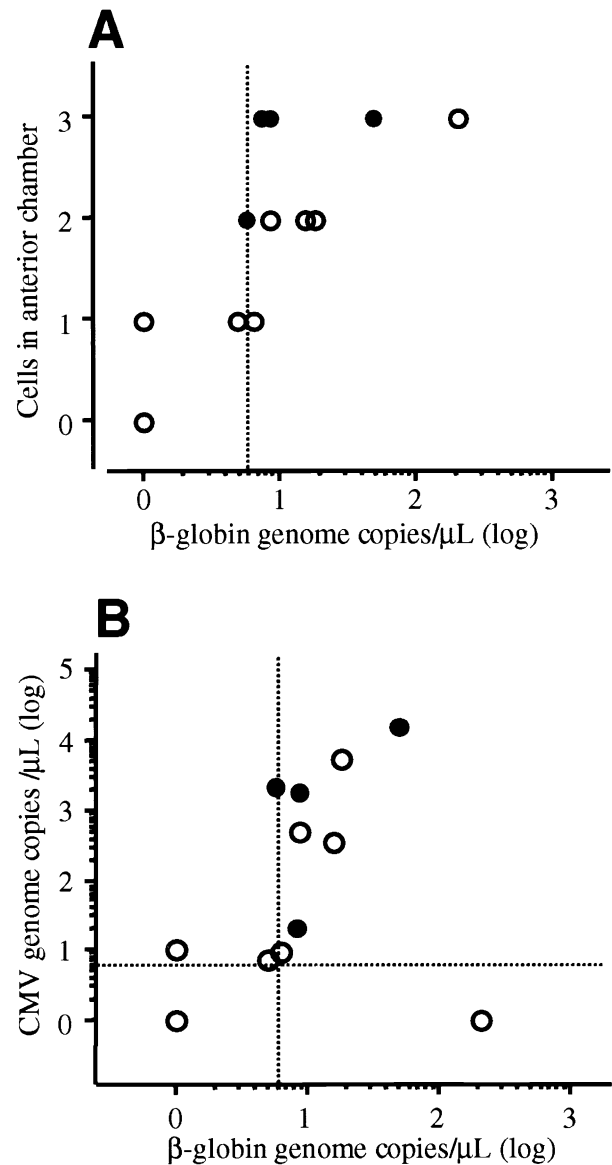 A
Cells in anterior chamber
3
2
1
0
0 1 2 3
β-globin genome copies/μL (log)
B
CMV genome copies /μL (log)
5
4
3
2
1
0
0 1 2 3
β-globin genome copies/μL (log)